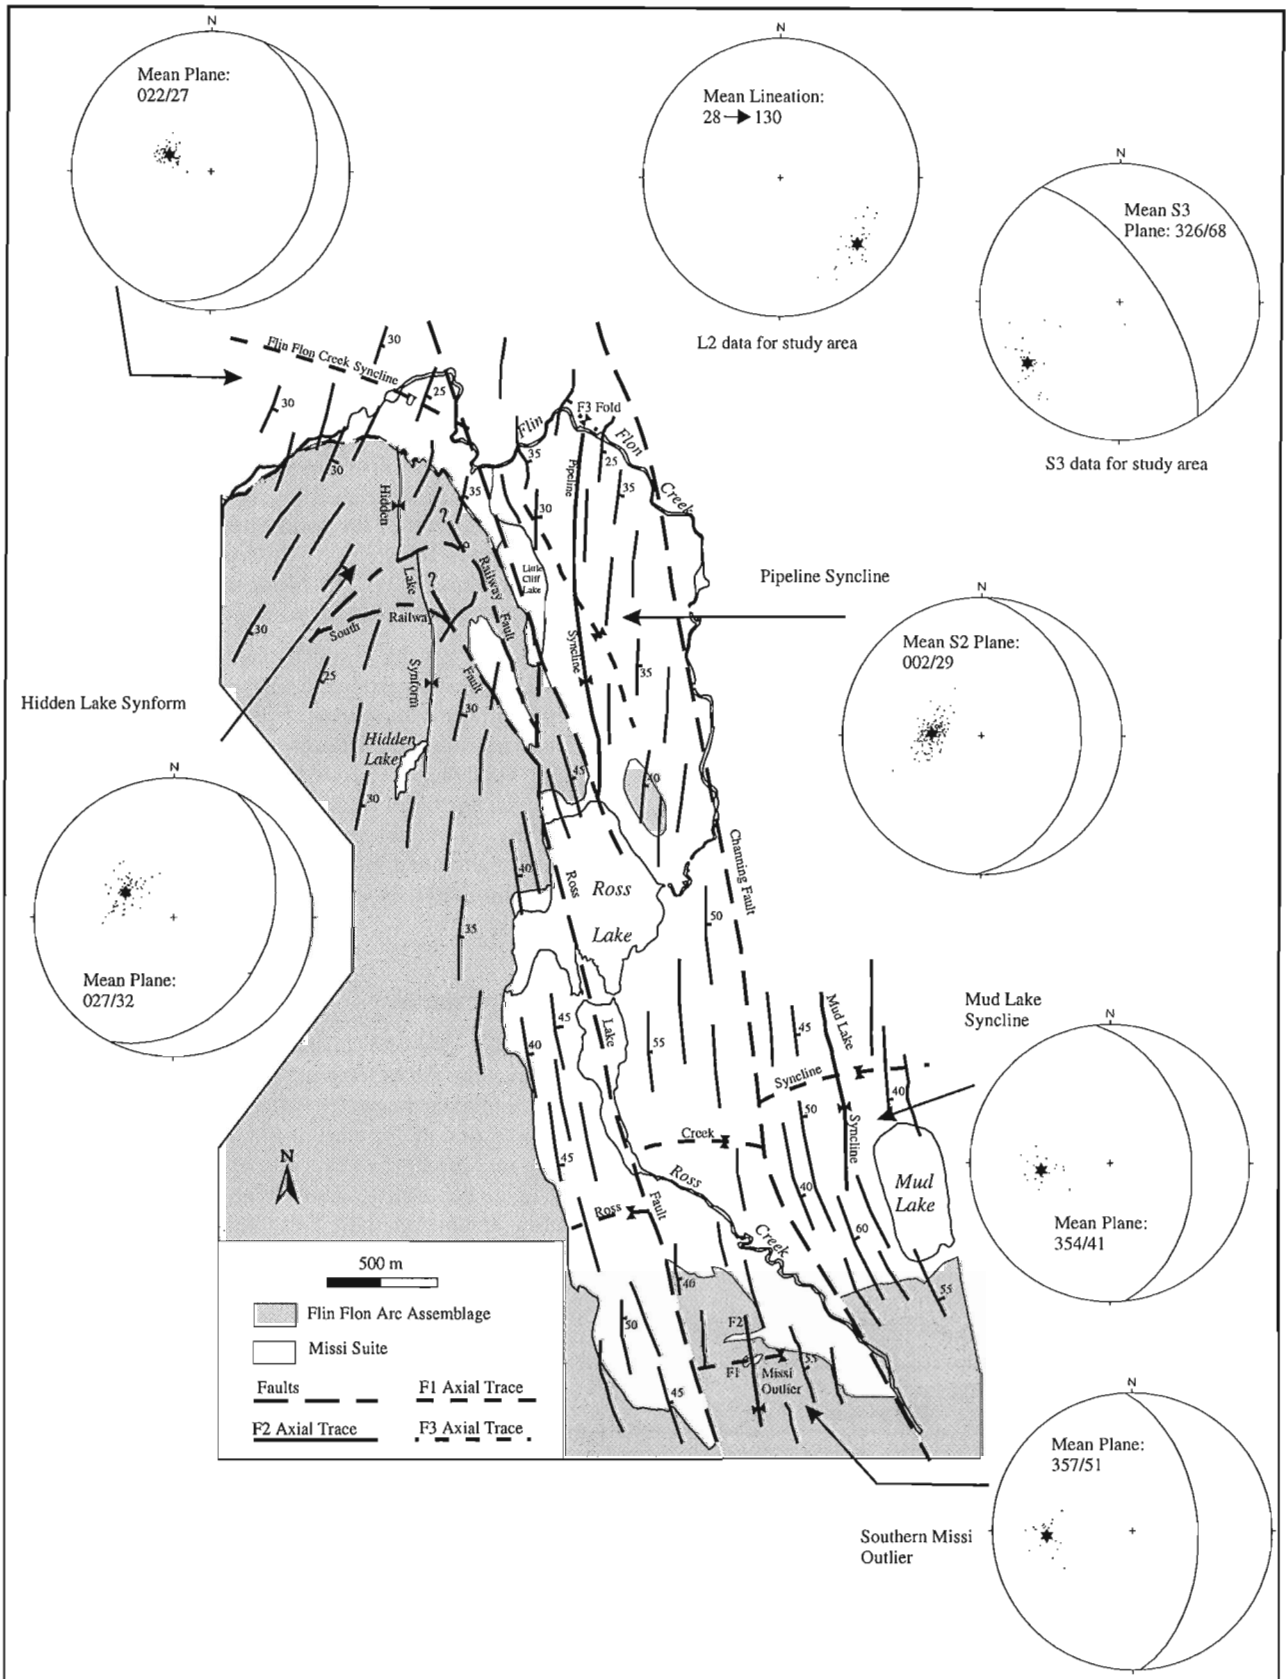 N
Mean Plane:
022/27
N
Mean Lineation:
28 → 130
L2 data for study area
N
Mean S3
Plane: 326/68
S3 data for study area
Flin Flon Creek Syncline
30
30
25
30
F3 Fold
Flin
Flon
Creek
35
25
35
35
30
Pipeline
Syncline
Hidden
Lake
Synform
?
?
?
Railway
Fault
Little
Cliff
Lake
South
Railway
Fault
30
25
30
35
Pipeline Syncline
N
Mean S2 Plane:
002/29
Hidden Lake Synform
Hidden
Lake
30
45
40
N
Mean Plane:
027/32
40
35
Ross
Lake
Fault
Ross
Lake
Channing Fault
50
45
40
55
45
Mud Lake
Syncline
45
Syncline
40
50
40
60
Creek
Ross
Ross
Creek
Mud
Lake
55
Mud Lake
Syncline
N
Mean Plane:
354/41
N
500 m
Flin Flon Arc Assemblage
Missi Suite
Faults
F1 Axial Trace
F2 Axial Trace
F3 Axial Trace
40
50
45
F2
F1
Missi
Outlier
55
N
Mean Plane:
357/51
Southern Missi
Outlier